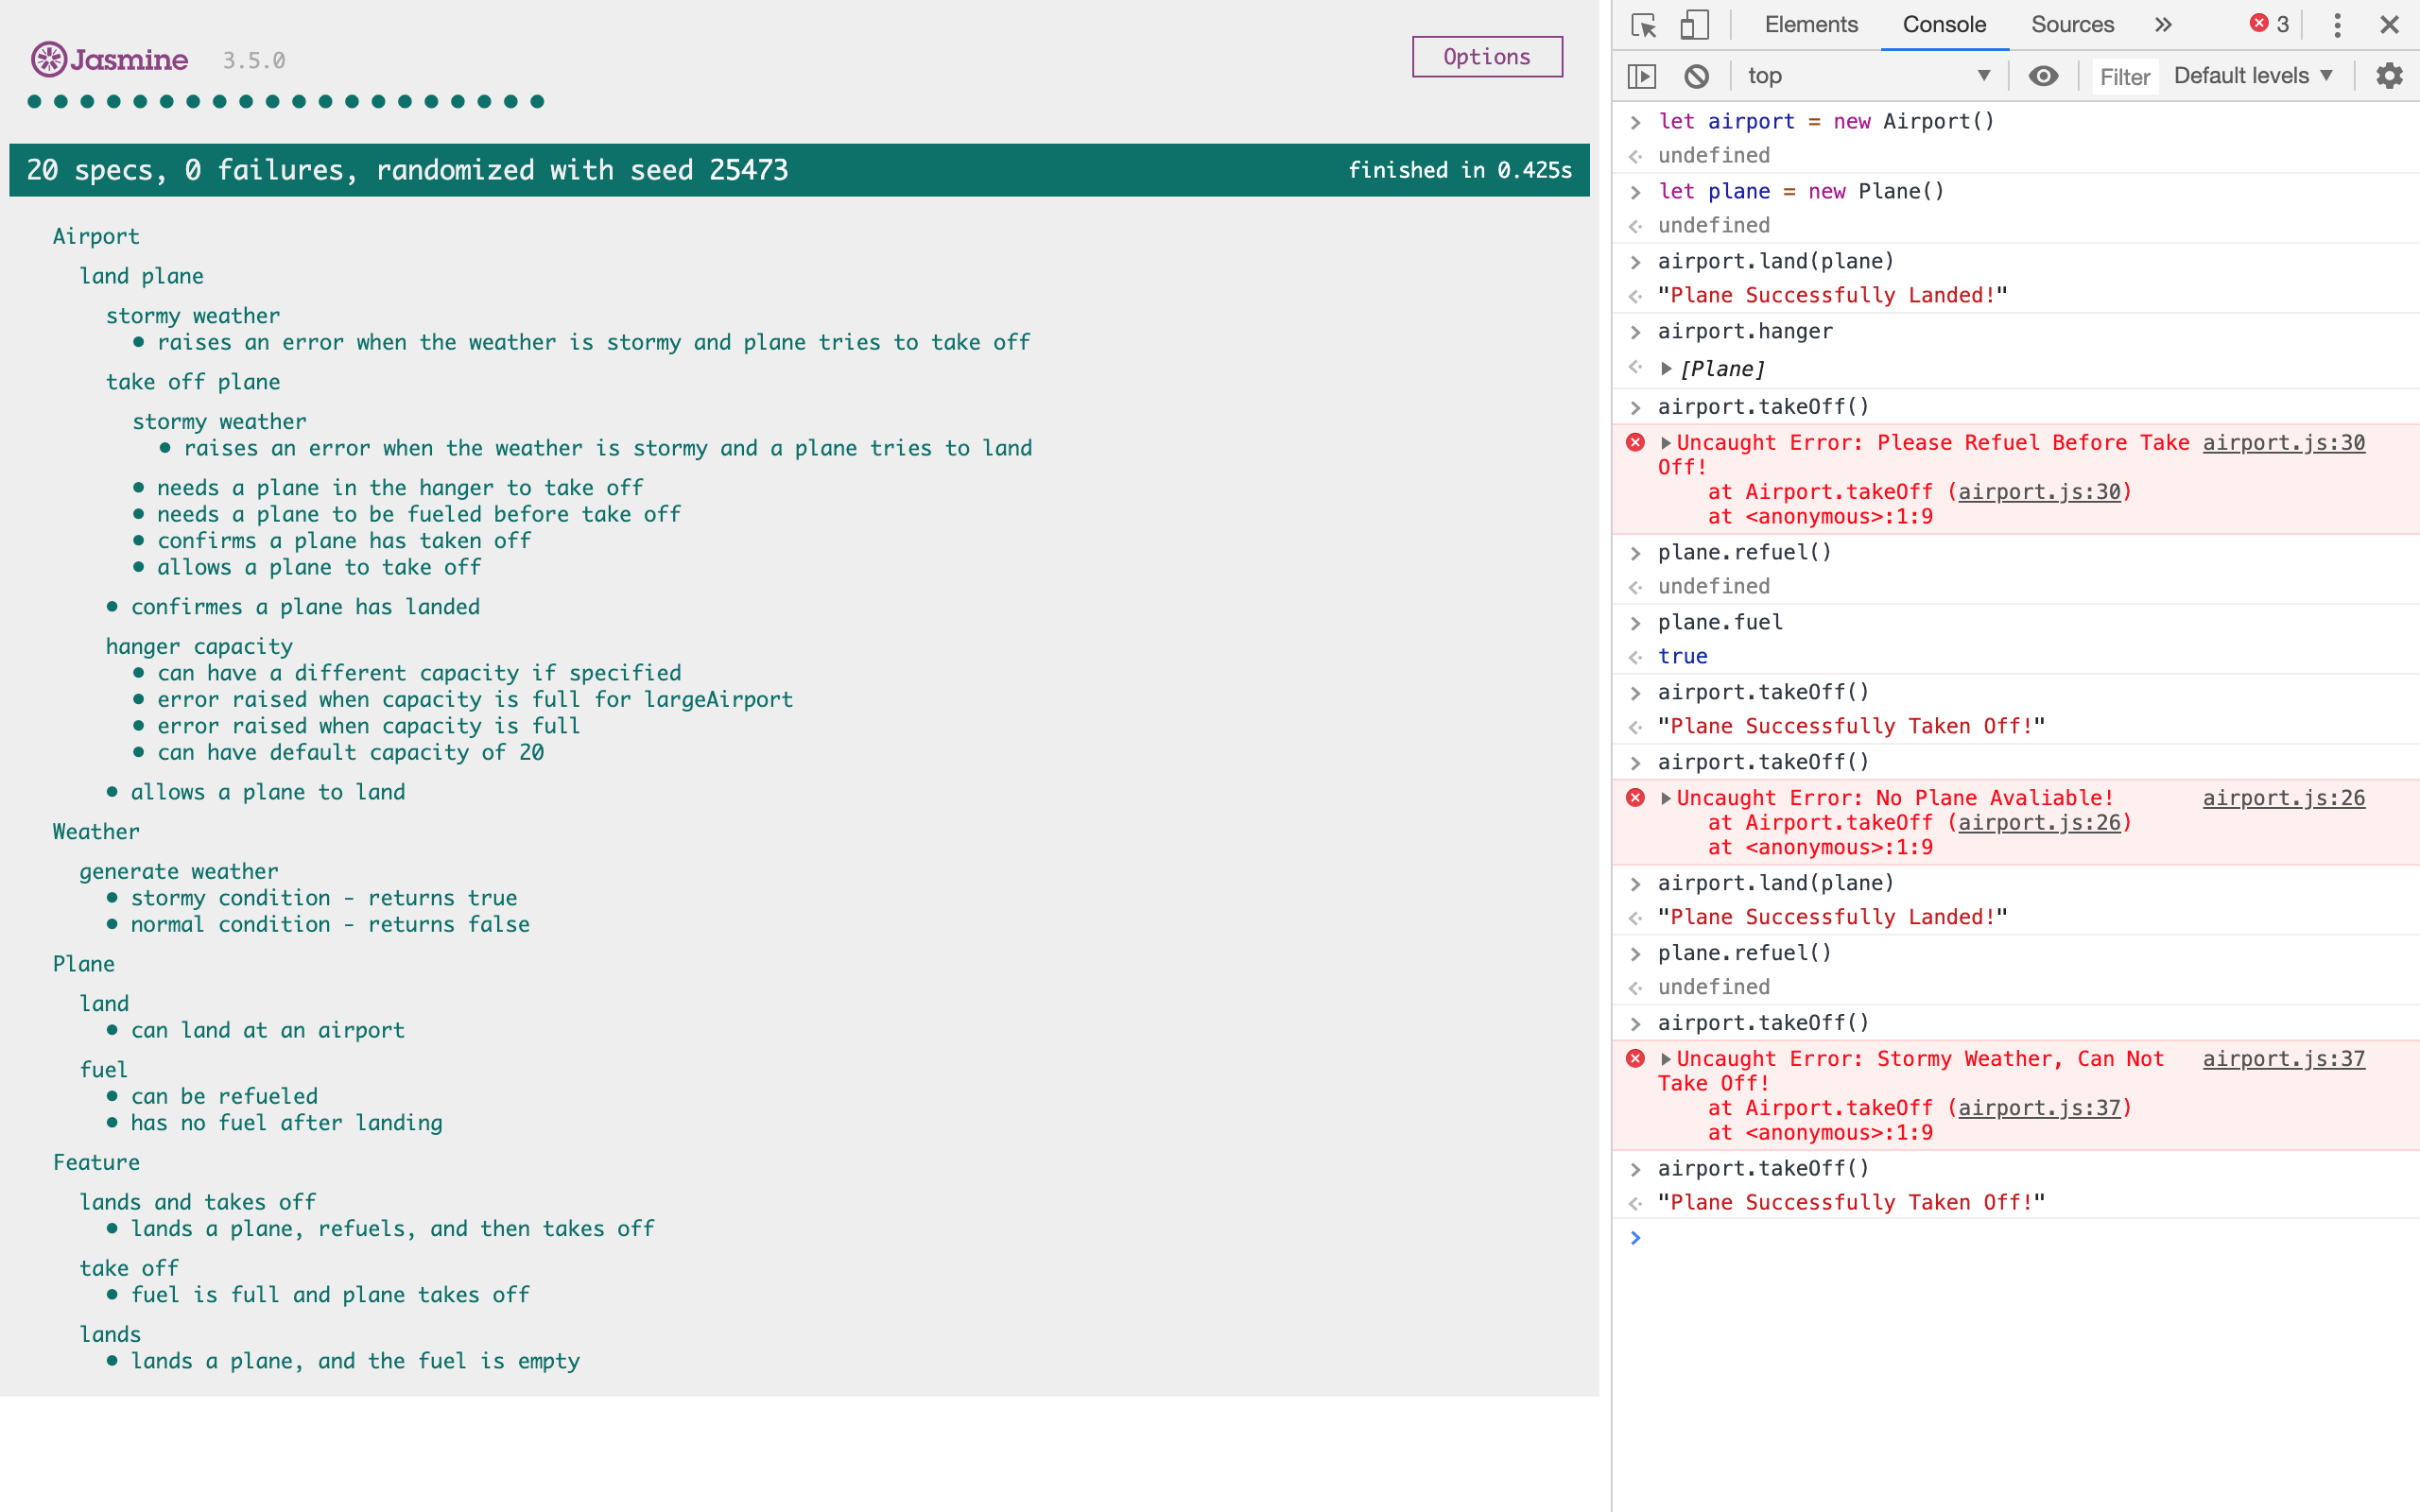 Jasmine 3.5.0
Options
20 specs, 0 failures, randomized with seed 25473
finished in 0.425s
Airport
land plane
stormy weather
• raises an error when the weather is stormy and plane tries to take off
take off plane
stormy weather
• raises an error when the weather is stormy and a plane tries to land
• needs a plane in the hanger to take off
• needs a plane to be fueled before take off
• confirms a plane has taken off
• allows a plane to take off
• confirmes a plane has landed
hanger capacity
• can have a different capacity if specified
• error raised when capacity is full for largeAirport
• error raised when capacity is full
• can have default capacity of 20
• allows a plane to land
Weather
generate weather
• stormy condition - returns true
• normal condition - returns false
Plane
land
• can land at an airport
fuel
• can be refueled
• has no fuel after landing
Feature
lands and takes off
• lands a plane, refuels, and then takes off
take off
• fuel is full and plane takes off
lands
• lands a plane, and the fuel is empty
Elements Console Sources » 3
top Filter Default levels ▼
> let airport = new Airport()
undefined
> let plane = new Plane()
undefined
> airport.land(plane)
"Plane Successfully Landed!"
> airport.hanger
▶ [Plane]
> airport.takeOff()
▶Uncaught Error: Please Refuel Before Take airport.js:30
Off!
at Airport.takeOff (airport.js:30)
at <anonymous>:1:9
> plane.refuel()
undefined
> plane.fuel
true
> airport.takeOff()
"Plane Successfully Taken Off!"
> airport.takeOff()
▶Uncaught Error: No Plane Avaliable! airport.js:26
at Airport.takeOff (airport.js:26)
at <anonymous>:1:9
> airport.land(plane)
"Plane Successfully Landed!"
> plane.refuel()
undefined
> airport.takeOff()
▶Uncaught Error: Stormy Weather, Can Not airport.js:37
Take Off!
at Airport.takeOff (airport.js:37)
at <anonymous>:1:9
> airport.takeOff()
"Plane Successfully Taken Off!"
>